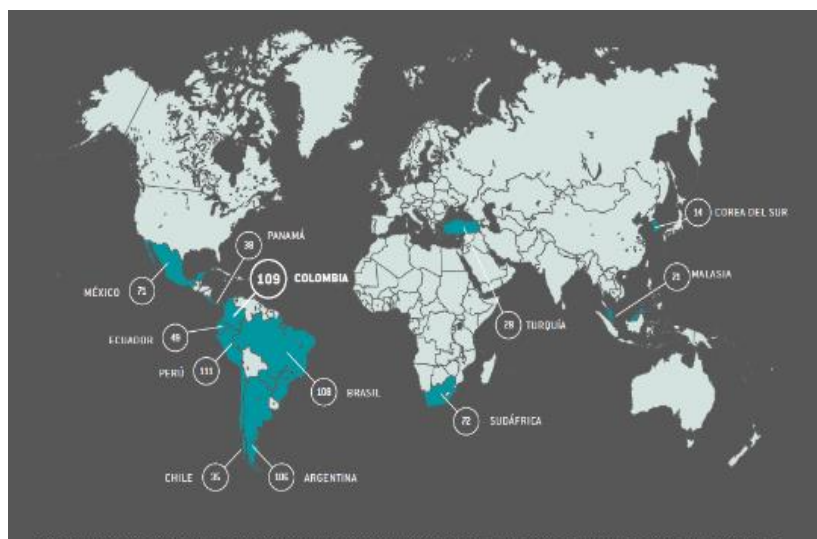 14 COREA DEL SUR
38 PANAMÁ
109 COLOMBIA
21 MALASIA
MÉXICO 71
28 TURQUÍA
ECUADOR 49
PERÚ 111
108 BRASIL
72 SUDÁFRICA
CHILE 35
106 ARGENTINA